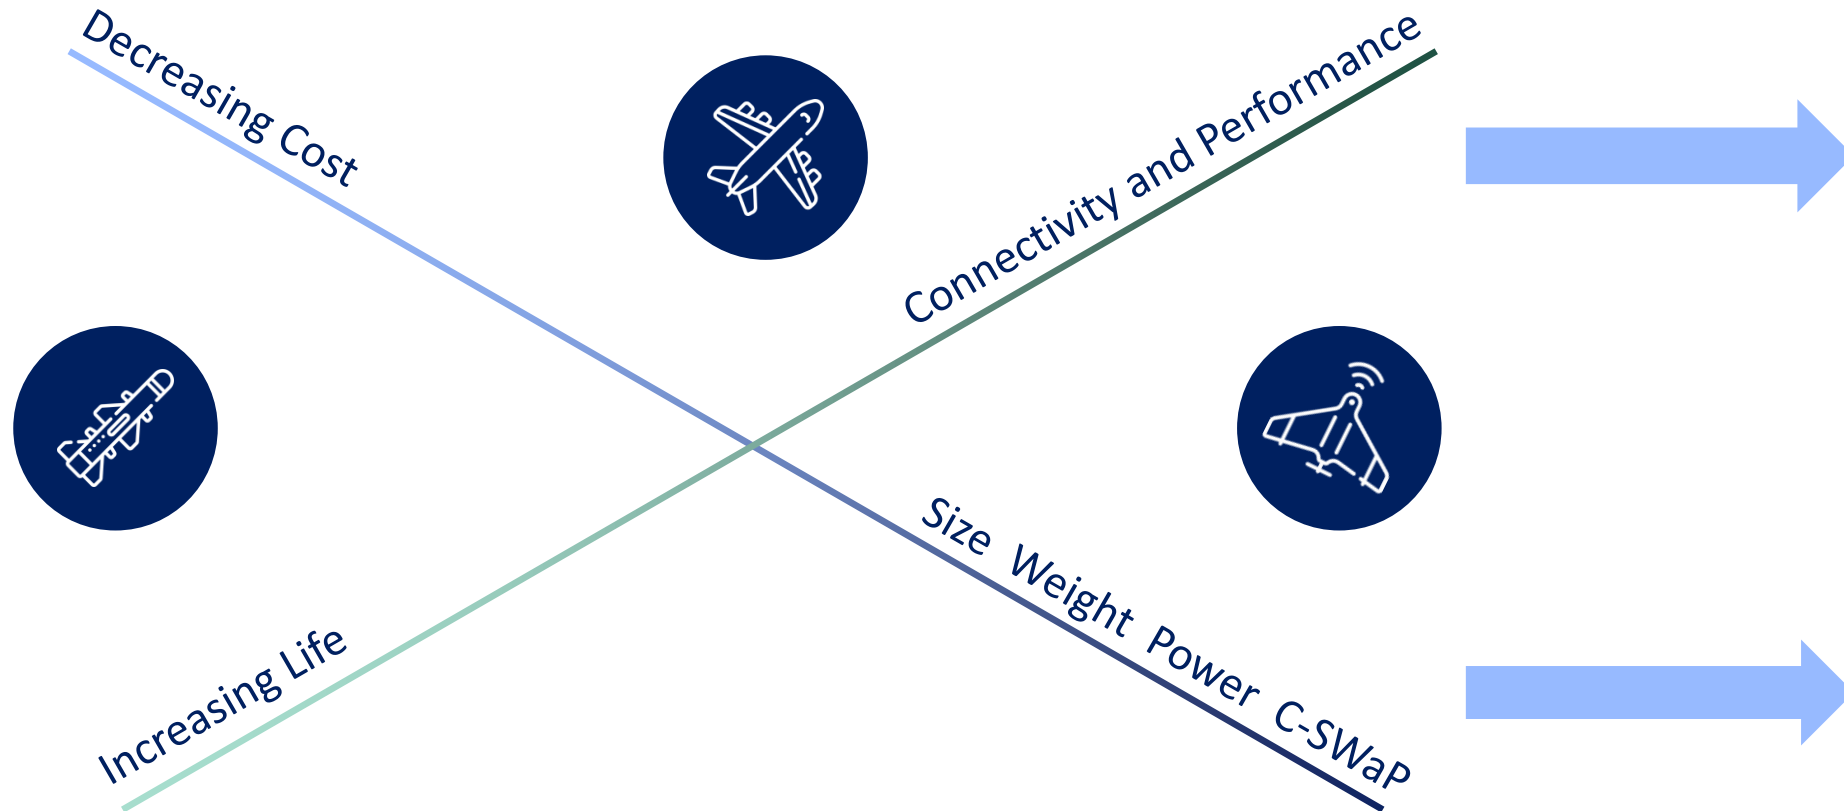 Decreasing Cost
Connectivity and Performance
Size Weight Power C-SWaP
Increasing Life